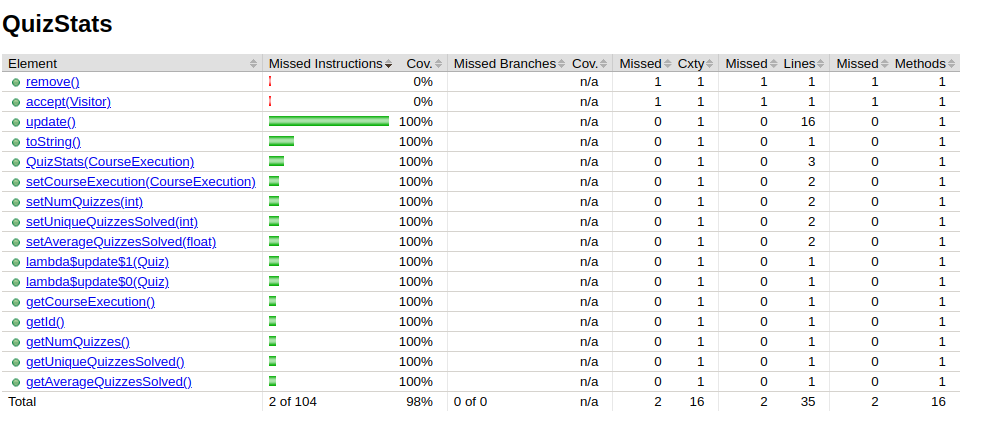 QuizStats
Element Missed Instructions Cov. Missed Branches Cov. Missed Cxty Missed Lines Missed Methods
remove() 0% n/a 1 1 1 1 1 1
accept(Visitor) 0% n/a 1 1 1 1 1 1
update() 100% n/a 0 1 0 16 0 1
toString() 100% n/a 0 1 0 1 0 1
QuizStats(CourseExecution) 100% n/a 0 1 0 3 0 1
setCourseExecution(CourseExecution) 100% n/a 0 1 0 2 0 1
setNumQuizzes(int) 100% n/a 0 1 0 2 0 1
setUniqueQuizzesSolved(int) 100% n/a 0 1 0 2 0 1
setAverageQuizzesSolved(float) 100% n/a 0 1 0 2 0 1
lambda$update$1(Quiz) 100% n/a 0 1 0 1 0 1
lambda$update$0(Quiz) 100% n/a 0 1 0 1 0 1
getCourseExecution() 100% n/a 0 1 0 1 0 1
getId() 100% n/a 0 1 0 1 0 1
getNumQuizzes() 100% n/a 0 1 0 1 0 1
getUniqueQuizzesSolved() 100% n/a 0 1 0 1 0 1
getAverageQuizzesSolved() 100% n/a 0 1 0 1 0 1
Total 2 of 104 98% 0 of 0 n/a 2 16 2 35 2 16